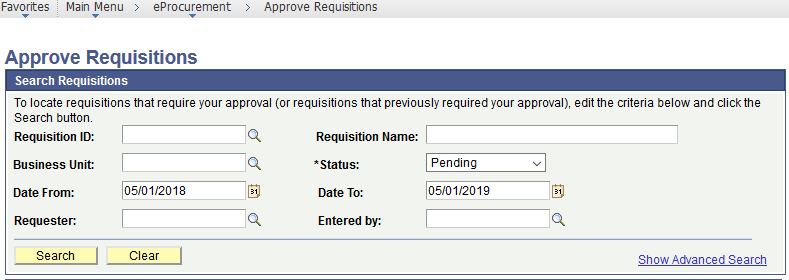 Favorites Main Menu > eProcurement > Approve Requisitions
Approve Requisitions
Search Requisitions
To locate requisitions that require your approval (or requisitions that previously required your approval), edit the criteria below and click the
Search button.
Requisition ID: Requisition Name:
Business Unit: *Status: Pending
Date From: 05/01/2018 31 Date To: 05/01/2019 31
Requester: Entered by:
Search Clear Show Advanced Search